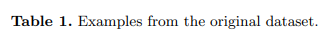 Table 1. Examples from the original dataset.